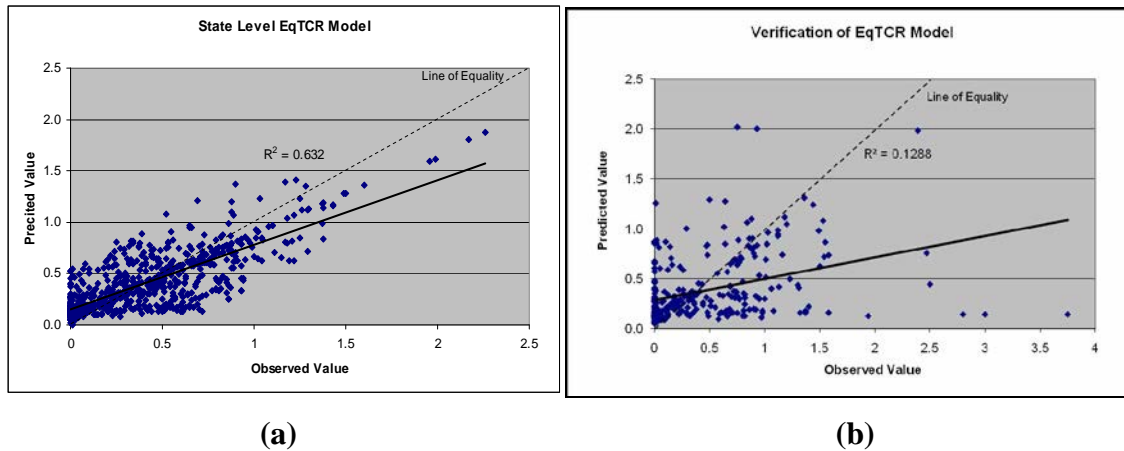 State Level EqTCR Model
2.5
2.0
1.5
1.0
0.5
0.0
0
0.5
1
1.5
2
2.5
Precited Value
Observed Value
Line of Equality
R² = 0.632
(a)
Verification of EqTCR Model
2.5
2.0
1.5
1.0
0.5
0.0
0
0.5
1
1.5
2
2.5
3
3.5
4
Predicted Value
Observed Value
Line of Equality
R² = 0.1288
(b)